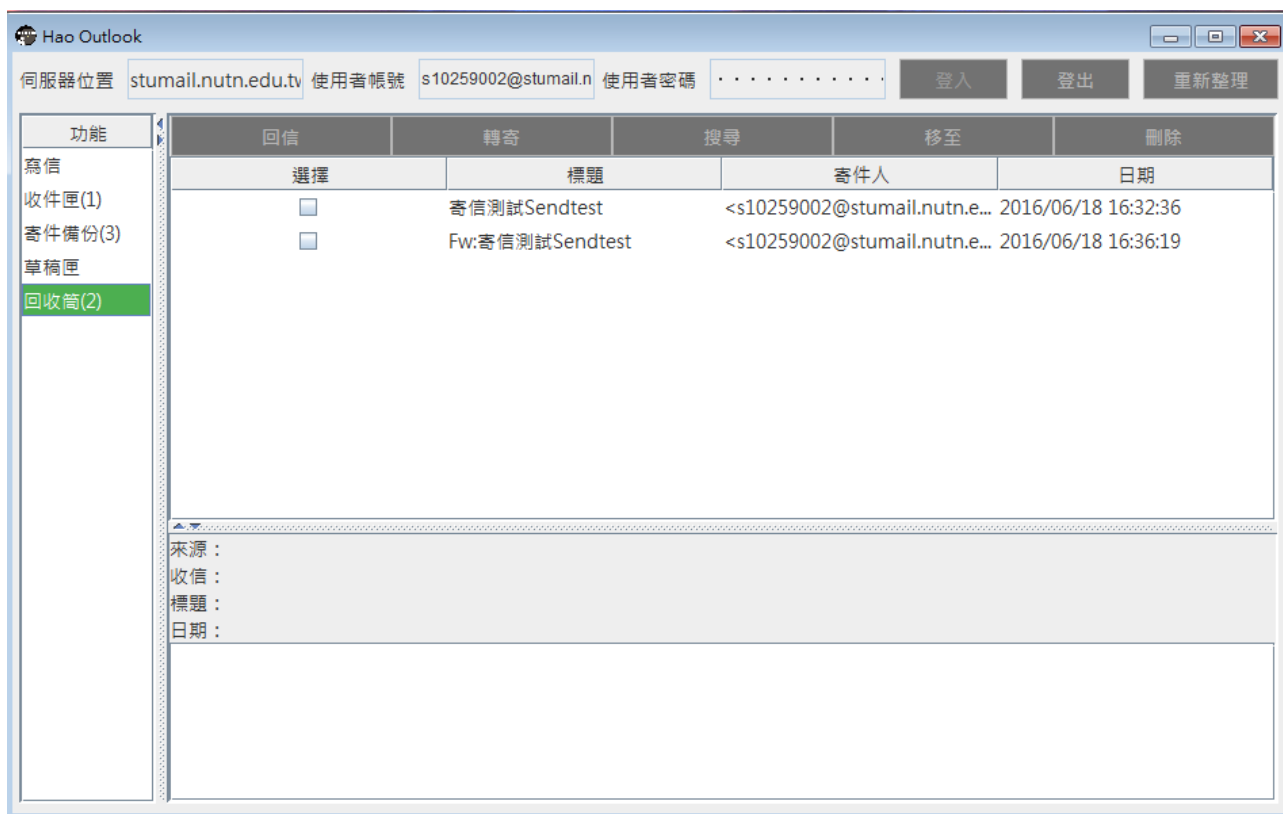 Hao Outlook
伺服器位置 stumail.nutn.edu.tw 使用者帳號 s10259002@stumail.n 使用者密碼 ············ 登入 登出 重新整理
功能 回信 轉寄 搜尋 移至 刪除
寫信 選擇 標題 寄件人 日期
收件匣(1) 寄信測試Sendtest <s10259002@stumail.nutn.e... 2016/06/18 16:32:36
寄件備份(3) Fw:寄信測試Sendtest <s10259002@stumail.nutn.e... 2016/06/18 16:36:19
草稿匣
回收筒(2)
來源：
收信：
標題：
日期：